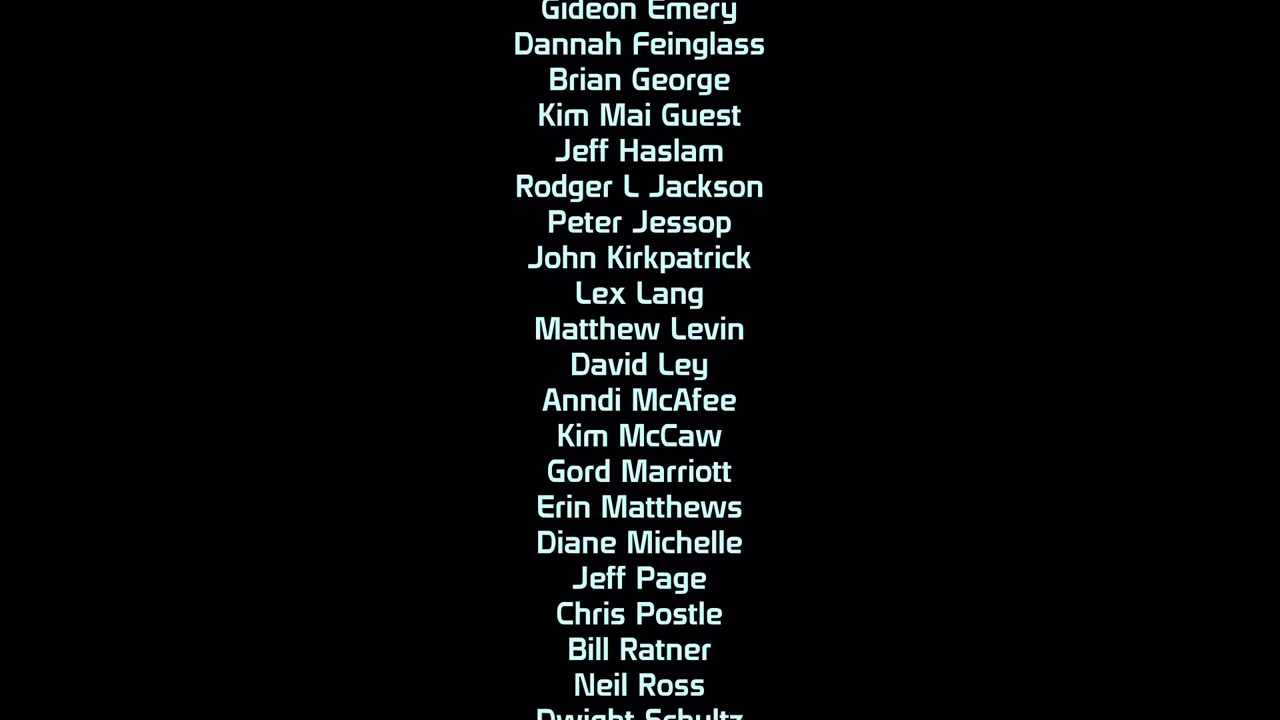 Gideon Emery
Dannah Feinglass
Brian George
Kim Mai Guest
Jeff Haslam
Rodger L Jackson
Peter Jessop
John Kirkpatrick
Lex Lang
Matthew Levin
David Ley
Anndi McAfee
Kim McCaw
Gord Marriott
Erin Matthews
Diane Michelle
Jeff Page
Chris Postle
Bill Ratner
Neil Ross
Dwight Schultz